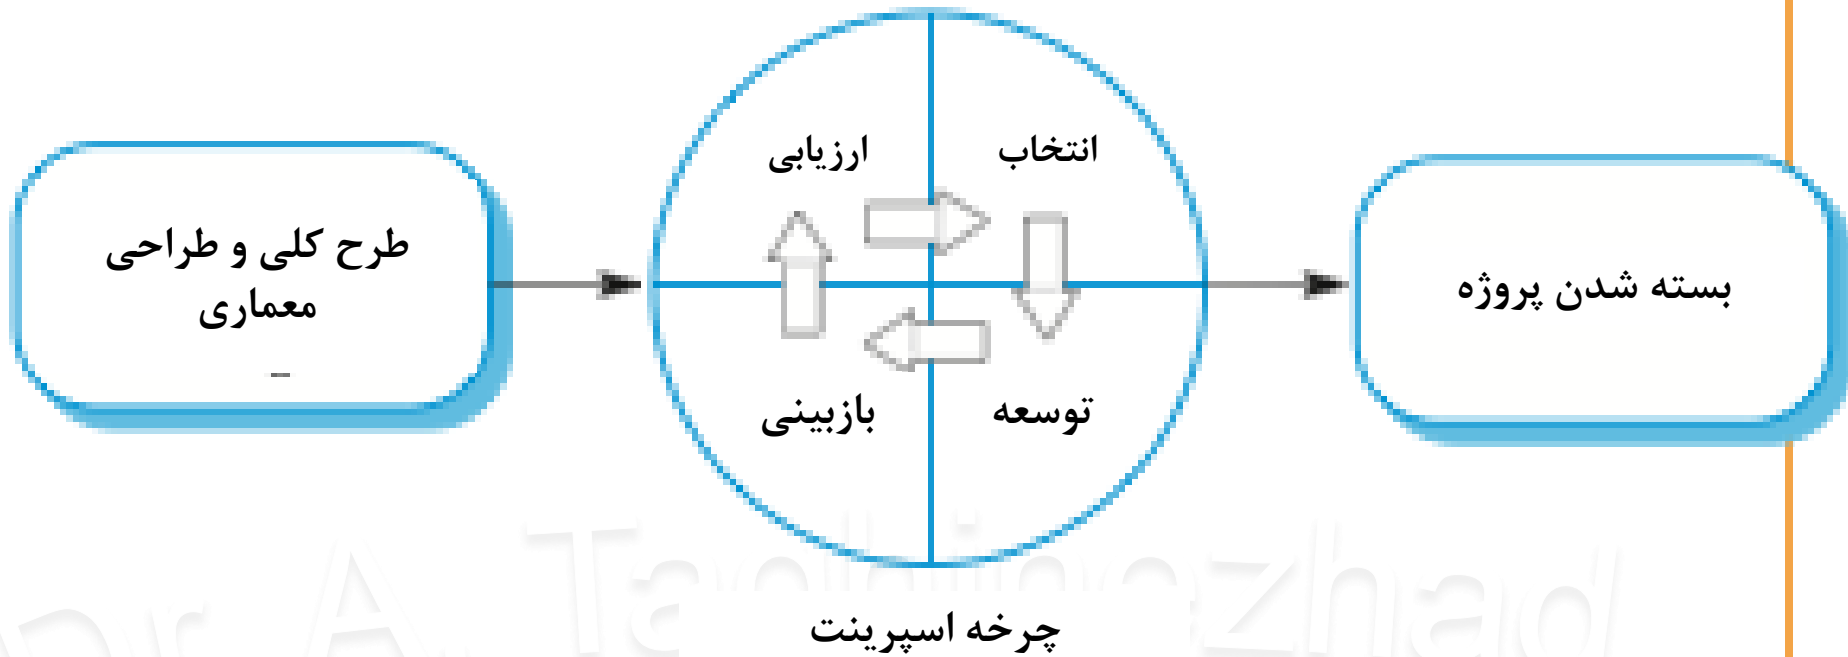 ارزیابی
انتخاب
طرح کلی و طراحی
معماری
بسته شدن پروژه
بازبینی
توسعه
چرخه اسپرینت